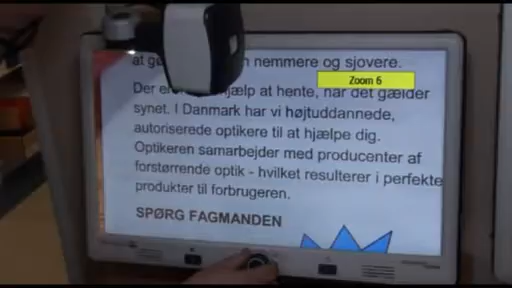 at nemmere og sjovere.
Zoom 6
Der er hjælp at hente, når det gælder
synet. I Danmark har vi højtuddannede,
autoriserede optikere til at hjælpe dig.
Optikeren samarbejder med producenter af
forstørrende optik - hvilket resulterer i perfekte
produkter til forbrugeren.
SPØRG FAGMANDEN